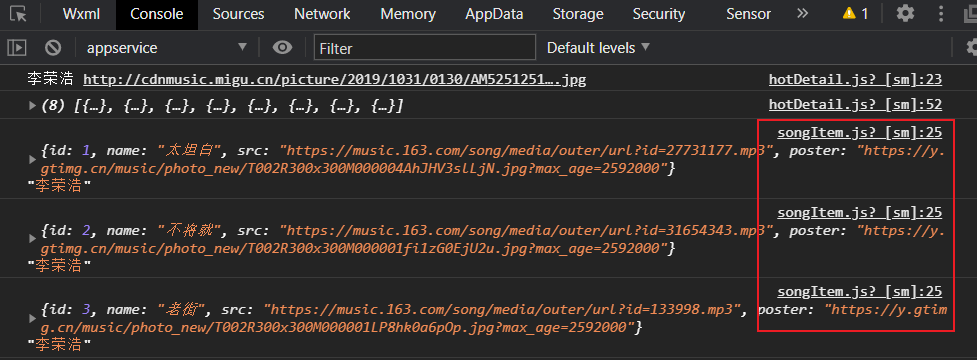 Wxml Console Sources Network Memory AppData Storage Security Sensor » 1
appservice Filter Default levels
李荣浩 http://cdnmusic.migu.cn/picture/2019/1031/0130/AM5251251….jpg hotDetail.js? [sm]:23
(8) [{…}, {…}, {…}, {…}, {…}, {…}, {…}, {…}] hotDetail.js? [sm]:52
songItem.js? [sm]:25
{id: 1, name: "太坦白", src: "https://music.163.com/song/media/outer/url?id=27731177.mp3", poster: "https://y.
gtimg.cn/music/photo_new/T002R300x300M000004AhJHV3slLjN.jpg?max_age=2592000"}
"李荣浩"
songItem.js? [sm]:25
{id: 2, name: "不将就", src: "https://music.163.com/song/media/outer/url?id=31654343.mp3", poster: "https://y.
gtimg.cn/music/photo_new/T002R300x300M000001fi1zG0EjU2u.jpg?max_age=2592000"}
"李荣浩"
songItem.js? [sm]:25
{id: 3, name: "老街", src: "https://music.163.com/song/media/outer/url?id=133998.mp3", poster: "https://y.gtim
g.cn/music/photo_new/T002R300x300M000001LP8hk0a6pOp.jpg?max_age=2592000"}
"李荣浩"